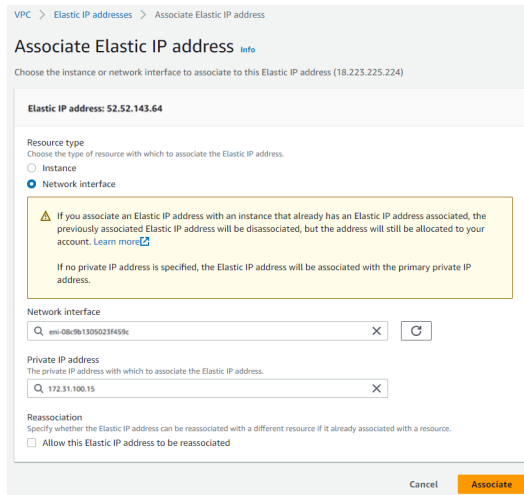 VPC > Elastic IP addresses > Associate Elastic IP address
Associate Elastic IP address Info
Choose the instance or network interface to associate to this Elastic IP address (18.223.225.224)
Elastic IP address: 52.52.143.64
Resource type
Choose the type of resource with which to associate the Elastic IP address.
Instance
Network interface
If you associate an Elastic IP address with an instance that already has an Elastic IP address associated, the
previously associated Elastic IP address will be disassociated, but the address will still be allocated to your
account. Learn more
If no private IP address is specified, the Elastic IP address will be associated with the primary private IP
address.
Network interface
eni-08c9b1305023f459c
Private IP address
The private IP address with which to associate the Elastic IP address.
172.31.100.15
Reassociation
Specify whether the Elastic IP address can be reassociated with a different resource if it already associated with a resource.
Allow this Elastic IP address to be reassociated
Cancel Associate